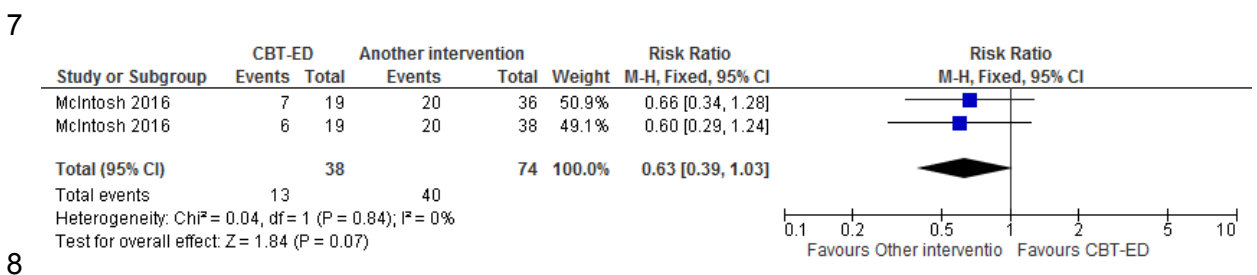 7
CBT-ED Another intervention Risk Ratio Risk Ratio
Study or Subgroup Events Total Events Total Weight M-H, Fixed, 95% CI M-H, Fixed, 95% CI
McIntosh 2016 7 19 20 36 50.9% 0.66 [0.34, 1.28]
McIntosh 2016 6 19 20 38 49.1% 0.60 [0.29, 1.24]
Total (95% CI) 38 74 100.0% 0.63 [0.39, 1.03]
Total events 13 40
Heterogeneity: Chi² = 0.04, df = 1 (P = 0.84); I² = 0%
Test for overall effect: Z = 1.84 (P = 0.07)
0.1 0.2 0.5 1 2 5 10
Favours Other interventio Favours CBT-ED
8